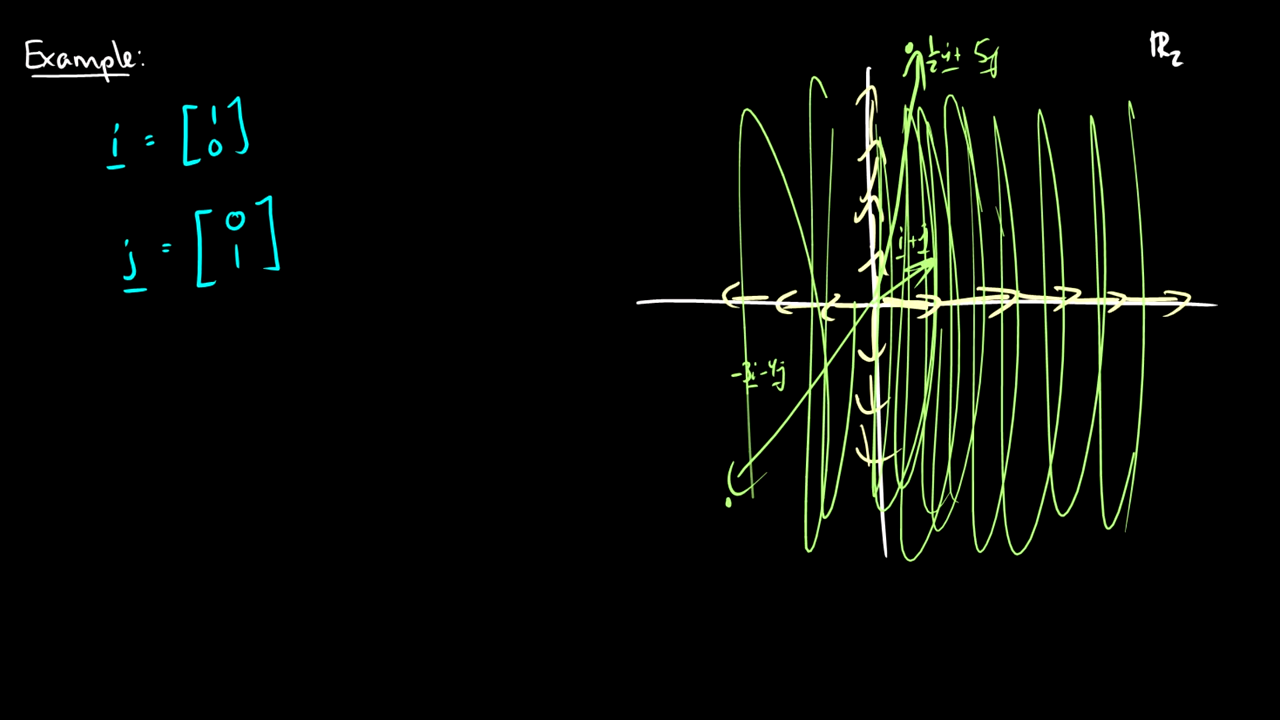 Example:
i = [1 0]
j = [0 1]
ℝ₂
½i + 5j
i + j
-3i-4j